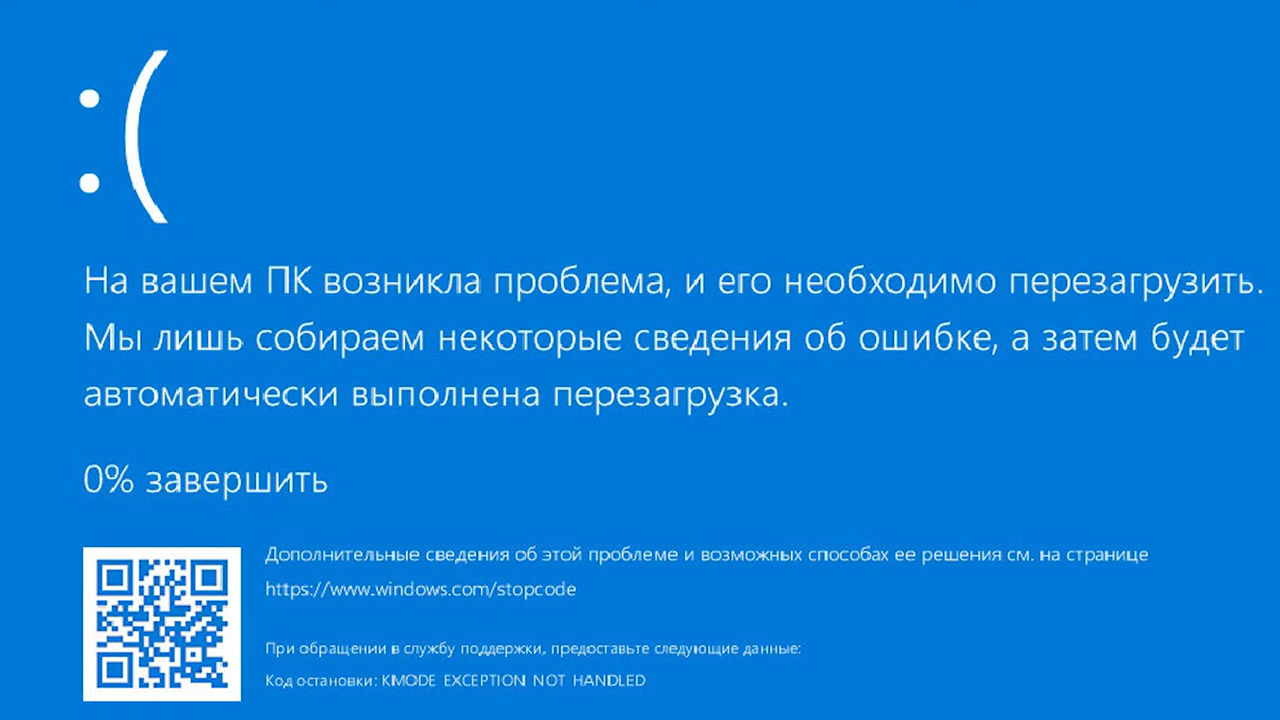 :(
На вашем ПК возникла проблема, и его необходимо перезагрузить.
Мы лишь собираем некоторые сведения об ошибке, а затем будет
автоматически выполнена перезагрузка.
0% завершить
Дополнительные сведения об этой проблеме и возможных способах ее решения см. на странице
https://www.windows.com/stopcode
При обращении в службу поддержки, предоставьте следующие данные:
Код остановки: KMODE EXCEPTION NOT HANDLED